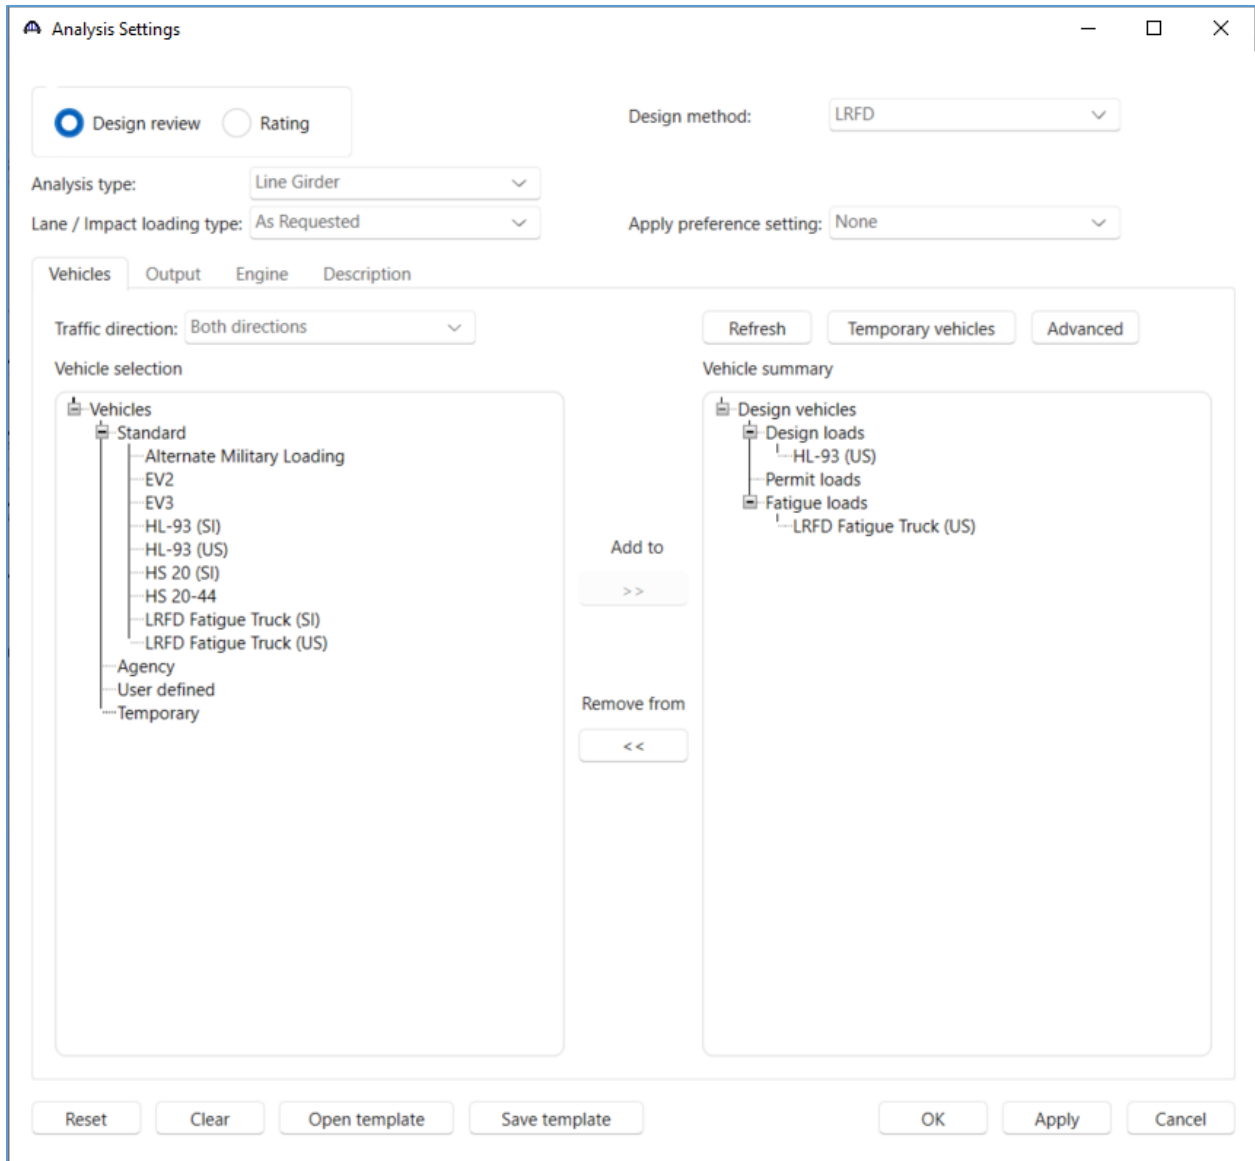 Analysis Settings
Design review
Rating
Design method:
LRFD
Analysis type:
Line Girder
Lane / Impact loading type:
As Requested
Apply preference setting:
None
Vehicles
Output
Engine
Description
Traffic direction:
Both directions
Refresh
Temporary vehicles
Advanced
Vehicle selection
Vehicles
Standard
Alternate Military Loading
EV2
EV3
HL-93 (SI)
HL-93 (US)
HS 20 (SI)
HS 20-44
LRFD Fatigue Truck (SI)
LRFD Fatigue Truck (US)
Agency
User defined
Temporary
Add to
>>
Remove from
<<
Vehicle summary
Design vehicles
Design loads
HL-93 (US)
Permit loads
Fatigue loads
LRFD Fatigue Truck (US)
Reset
Clear
Open template
Save template
OK
Apply
Cancel